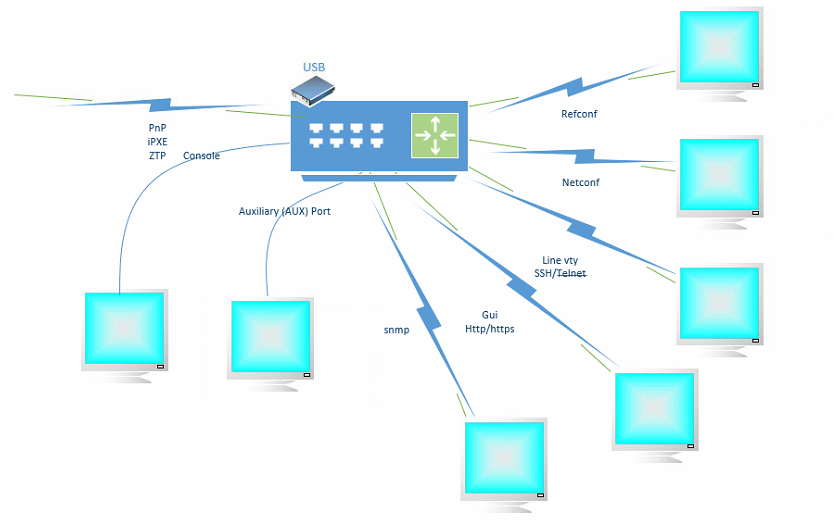 USB
PnP
iPXE
ZTP
Console
Auxiliary (AUX) Port
Refconf
Netconf
Line vty
SSH/Telnet
Gui
Http/https
snmp